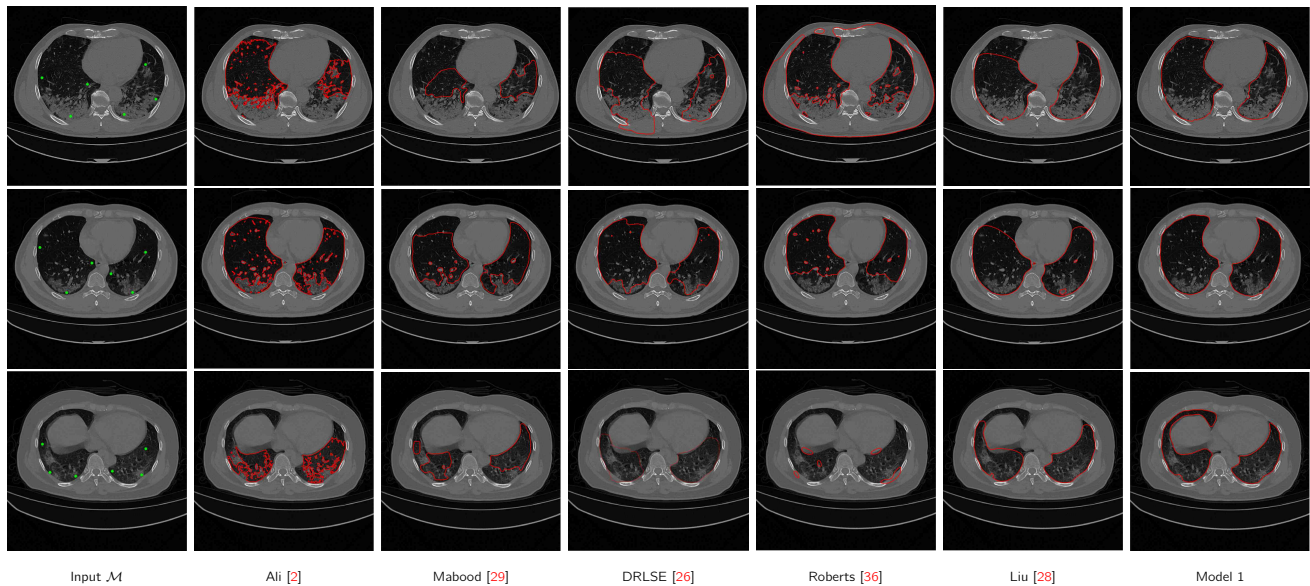 Input ℳ Ali [2] Mabood [29] DRLSE [26] Roberts [36] Liu [28] Model 1